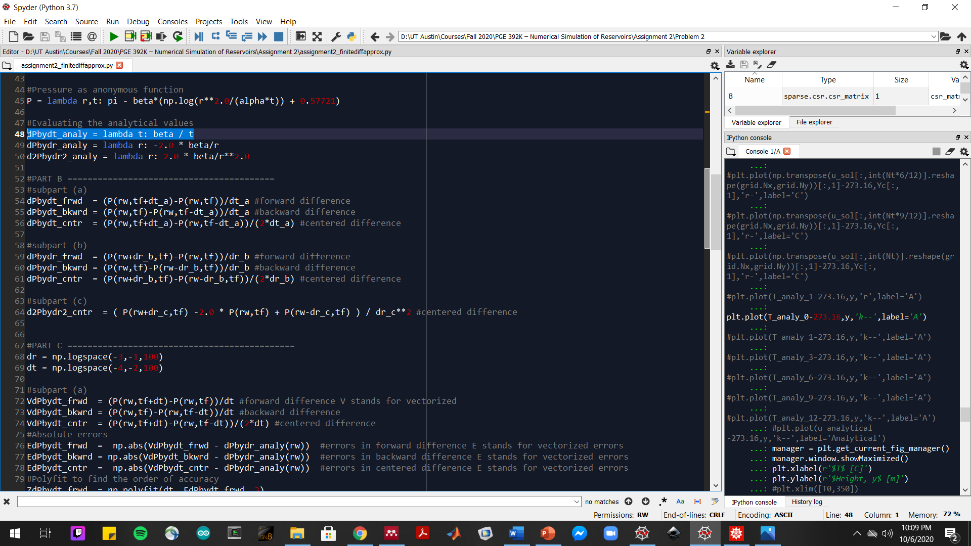 Spyder (Python 3.7)
File Edit Search Source Run Debug Consoles Projects Tools View Help
D:\UT Austin\Courses\Fall 2020\PGE 392K - Numerical Simulation of Reservoirs\Assignment 2\Problem 2
Editor - D:\UT Austin\Courses\Fall 2020\PGE 392K - Numerical Simulation of Reservoirs\Assignment 2\assignment2_finitediffapprox.py
assignment2_finitediffapprox.py
43
44 #Pressure as anonymous function
45 P = lambda r,t: pi - beta*(np.log(r**2.0/(alpha*t)) + 0.57721)
46
47 #Evaluating the analytical values
48 dPbydt_analy = lambda t: beta / t
49 dPbydr_analy = lambda r: -2.0 * beta/r
50 d2Pbydr2_analy = lambda r: 2.0 * beta/r**2.0
51
52 #PART B ==========================================
53 #subpart (a)
54 dPbydt_frwd = (P(rw,tf+dt_a)-P(rw,tf))/dt_a #forward difference
55 dPbydt_bkwrd = (P(rw,tf)-P(rw,tf-dt_a))/dt_a #backward difference
56 dPbydt_cntr = (P(rw,tf+dt_a)-P(rw,tf-dt_a))/(2*dt_a) #centered difference
57
58 #subpart (b)
59 dPbydr_frwd = (P(rw+dr_b,tf)-P(rw,tf))/dr_b #forward difference
60 dPbydr_bkwrd = (P(rw,tf)-P(rw-dr_b,tf))/dr_b #backward difference
61 dPbydr_cntr = (P(rw+dr_b,tf)-P(rw-dr_b,tf))/(2*dr_b) #centered difference
62
63 #subpart (c)
64 d2Pbydr2_cntr = ( P(rw+dr_c,tf) -2.0 * P(rw,tf) + P(rw-dr_c,tf) ) / dr_c**2 #centered difference
65
66
67 #PART C ==============================================
68 dr = np.logspace(-3,-1,100)
69 dt = np.logspace(-4,-2,100)
70
71 #subpart (a)
72 VdPbydt_frwd = (P(rw,tf+dt)-P(rw,tf))/dt #forward difference V stands for vectorized
73 VdPbydt_bkwrd = (P(rw,tf)-P(rw,tf-dt))/dt #backward difference
74 VdPbydt_cntr = (P(rw,tf+dt)-P(rw,tf-dt))/(2*dt) #centered difference
75 #Absolute errors
76 EdPbydt_frwd = np.abs(VdPbydt_frwd - dPbydr_analy(rw)) #errors in forward difference E stands for vectorized errors
77 EdPbydt_bkwrd = np.abs(VdPbydt_bkwrd - dPbydr_analy(rw)) #errors in backward difference E stands for vectorized errors
78 EdPbydt_cntr = np.abs(VdPbydt_cntr - dPbydr_analy(rw)) #errors in centered difference E stands for vectorized errors
79 #Polyfit to find the order of accuracy
no matches
Aa
Variable explorer
Name Type Size
B sparse.csr.csr_matrix 1 csr_mat
Variable explorer File explorer
IPython console
Console 1/A
...:
#plt.plot(np.transpose(u_sol[:,int(Nt*6/12)].resha
pe(grid.Nx,grid.Ny))[:,1]-273.16,Yc[:,
1],'r-',label='C')
...:
#plt.plot(np.transpose(u_sol[:,int(Nt*9/12)].resha
pe(grid.Nx,grid.Ny))[:,1]-273.16,Yc[:,
1],'r-',label='C')
...:
#plt.plot(np.transpose(u_sol[:,int(Nt)].reshape(gr
id.Nx,grid.Ny))[:,1]-273.16,Yc[:,
1],'r-',label='C')
...:
#plt.plot(T_analy_1-273.16,y,'r',label='A')
...:
plt.plot(T_analy_0-273.16,y,'k--',label='A')
...:
#plt.plot(T_analy_1-273.16,y,'k--',label='A')
...:
#plt.plot(T_analy_3-273.16,y,'k--',label='A')
...:
#plt.plot(T_analy_6-273.16,y,'k--',label='A')
...:
#plt.plot(T_analy_9-273.16,y,'k--',label='A')
...:
#plt.plot(T_analy_12-273.16,y,'k--',label='A')
...: #plt.plot(u_analytical
-273.16,y,'k--',label='Analytical')
...: manager = plt.get_current_fig_manager()
...: manager.window.showMaximized()
...: plt.xlabel(r'$T$ [C]')
...: plt.ylabel(r'$Height, y$ [m]')
...: #plt.xlim([T0,350])
IPython console History log
Permissions: RW End-of-lines: CRLF Encoding: ASCII Line: 48 Column: 1 Memory: 72 %
10:09 PM
10/6/2020